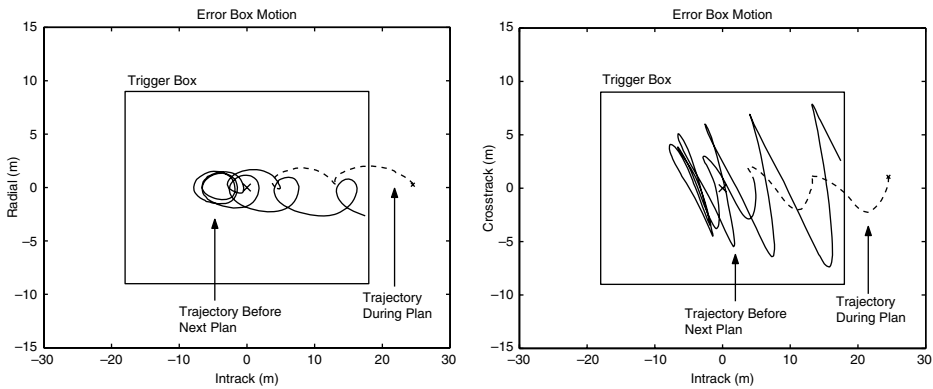 Error Box Motion
15
10
5
0
−5
−10
−15
Radial (m)
Trigger Box
Trajectory Before
Next Plan
Trajectory
During Plan
−30 −20 −10 0 10 20 30
Intrack (m)
Error Box Motion
15
10
5
0
−5
−10
−15
Crosstrack (m)
Trigger Box
Trajectory Before
Next Plan
Trajectory
During Plan
−30 −20 −10 0 10 20 30
Intrack (m)